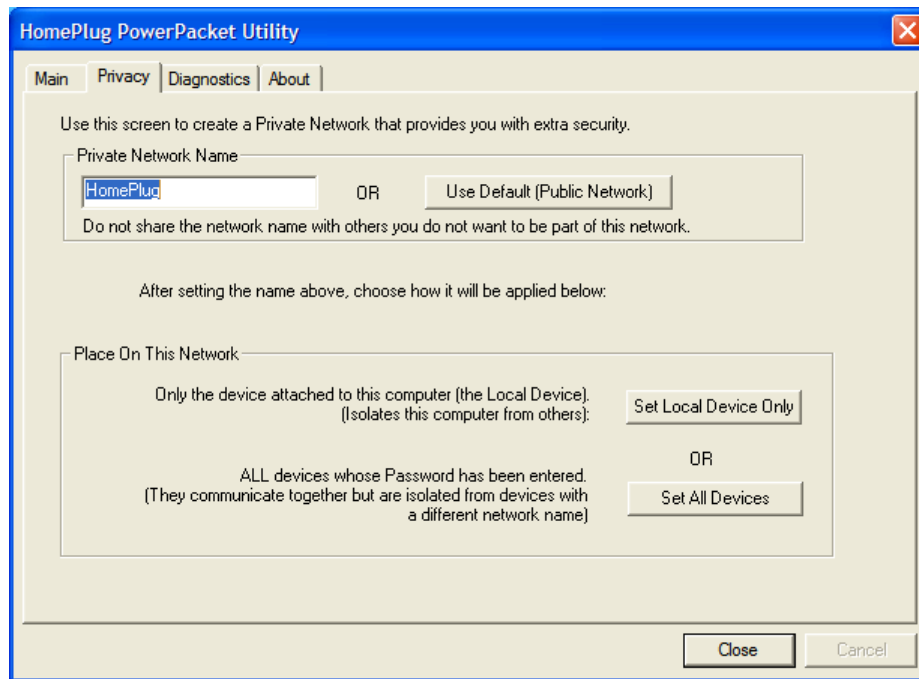 HomePlug PowerPacket Utility
Main Privacy Diagnostics About
Use this screen to create a Private Network that provides you with extra security.
Private Network Name
HomePlug OR Use Default (Public Network)
Do not share the network name with others you do not want to be part of this network.
After setting the name above, choose how it will be applied below:
Place On This Network
Only the device attached to this computer (the Local Device).
(Isolates this computer from others):
Set Local Device Only
OR
ALL devices whose Password has been entered.
(They communicate together but are isolated from devices with
a different network name)
Set All Devices
Close Cancel